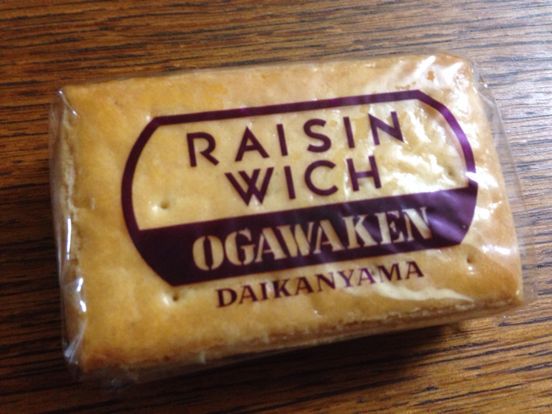 RAISIN
WICH
OGAWAKEN
DAIKANYAMA